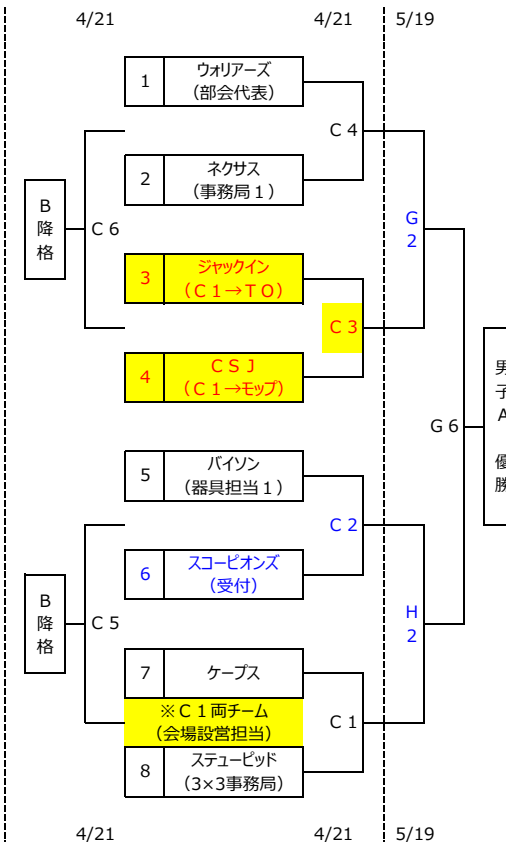 4/21 4/21 5/19
1 ウォリアーズ
（部会代表）
Ｃ４
2 ネクサス
（事務局１）
Ｂ
降
格
Ｃ６
Ｇ
２
3 ジャックイン
（Ｃ１→ＴＯ）
Ｃ３
4 ＣＳＪ
（Ｃ１→モップ）
男
子
Ａ
優
勝
Ｇ６
5 バイソン
（器具担当１）
Ｃ２
6 スコーピオンズ
（受付）
Ｂ
降
格
Ｃ５
Ｈ
２
7 ケープス
※Ｃ１両チーム
（会場設営担当）
Ｃ１
8 ステューピッド
（3×3事務局）
4/21 4/21 5/19